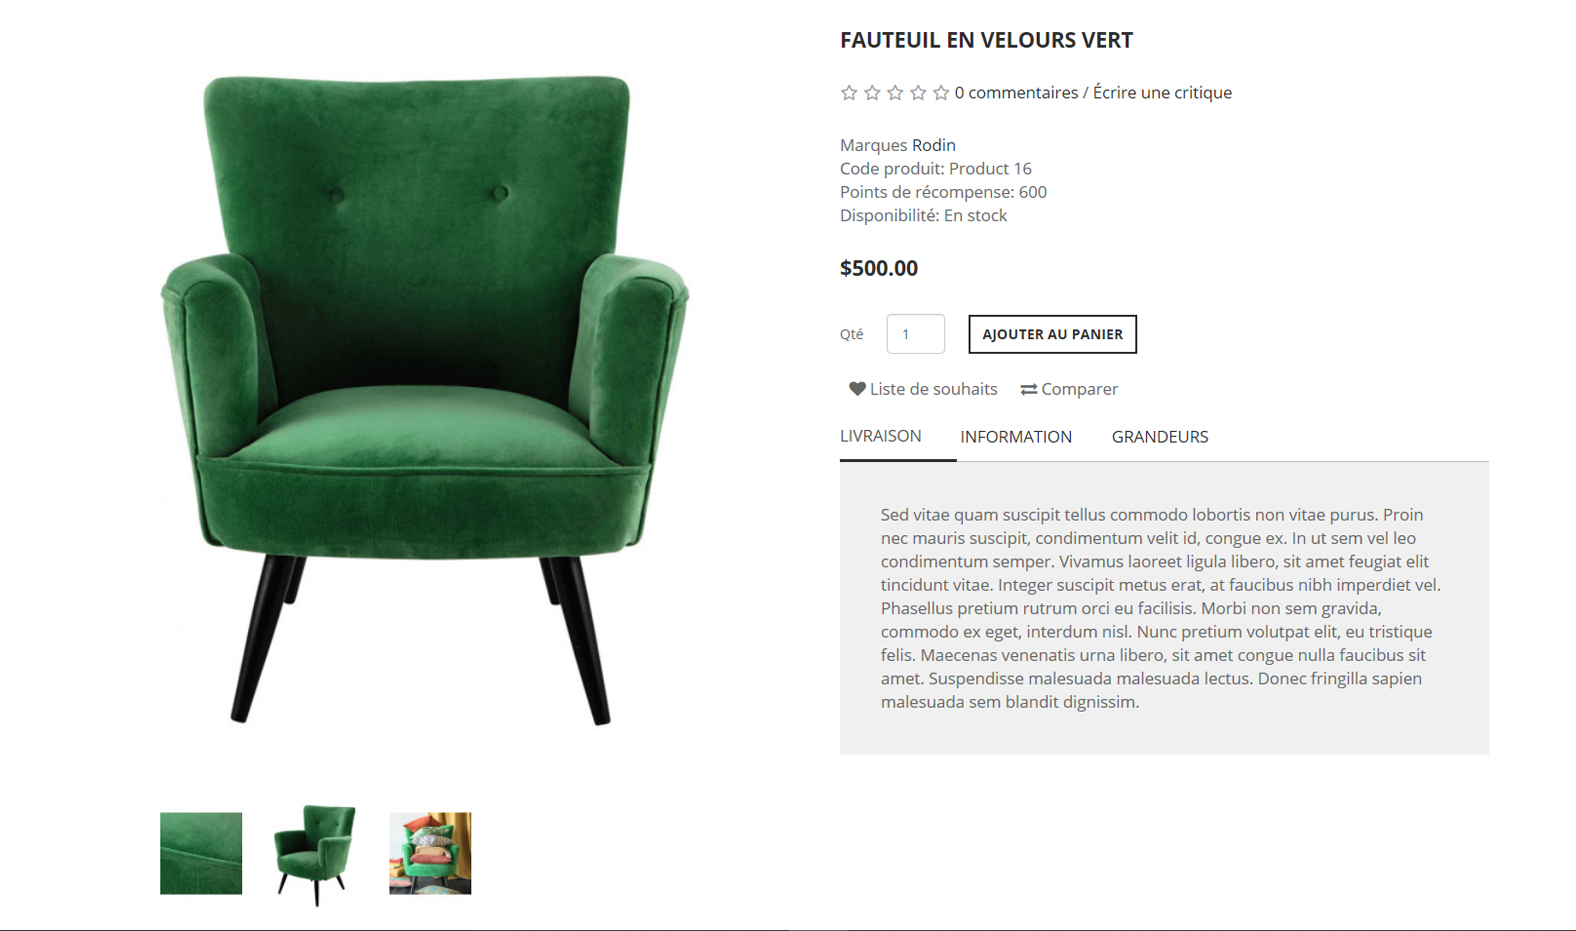 FAUTEUIL EN VELOURS VERT
0 commentaires / Écrire une critique
Marques Rodin
Code produit: Product 16
Points de récompense: 600
Disponibilité: En stock
$500.00
Qté 1 AJOUTER AU PANIER
Liste de souhaits Comparer
LIVRAISON INFORMATION GRANDEURS
Sed vitae quam suscipit tellus commodo lobortis non vitae purus. Proin
nec mauris suscipit, condimentum velit id, congue ex. In ut sem vel leo
condimentum semper. Vivamus laoreet ligula libero, sit amet feugiat elit
tincidunt vitae. Integer suscipit metus erat, at faucibus nibh imperdiet vel.
Phasellus pretium rutrum orci eu facilisis. Morbi non sem gravida,
commodo ex eget, interdum nisl. Nunc pretium volutpat elit, eu tristique
felis. Maecenas venenatis urna libero, sit amet congue nulla faucibus sit
amet. Suspendisse malesuada malesuada lectus. Donec fringilla sapien
malesuada sem blandit dignissim.